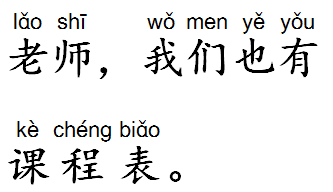 lǎo shī wǒ men yě yǒu
老师，我们也有
kè chéng biǎo
课程表。